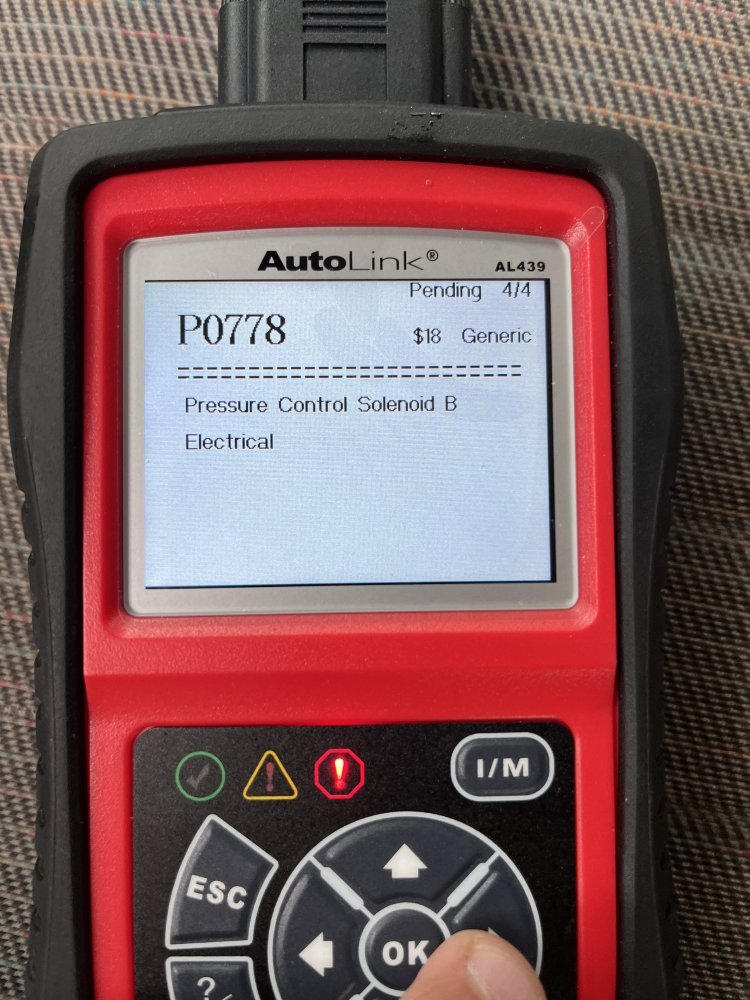 AutoLink®
AL439
Pending 4/4
P0778 $18 Generic
==========================
Pressure Control Solenoid B
Electrical
I/M
ESC
OK
?